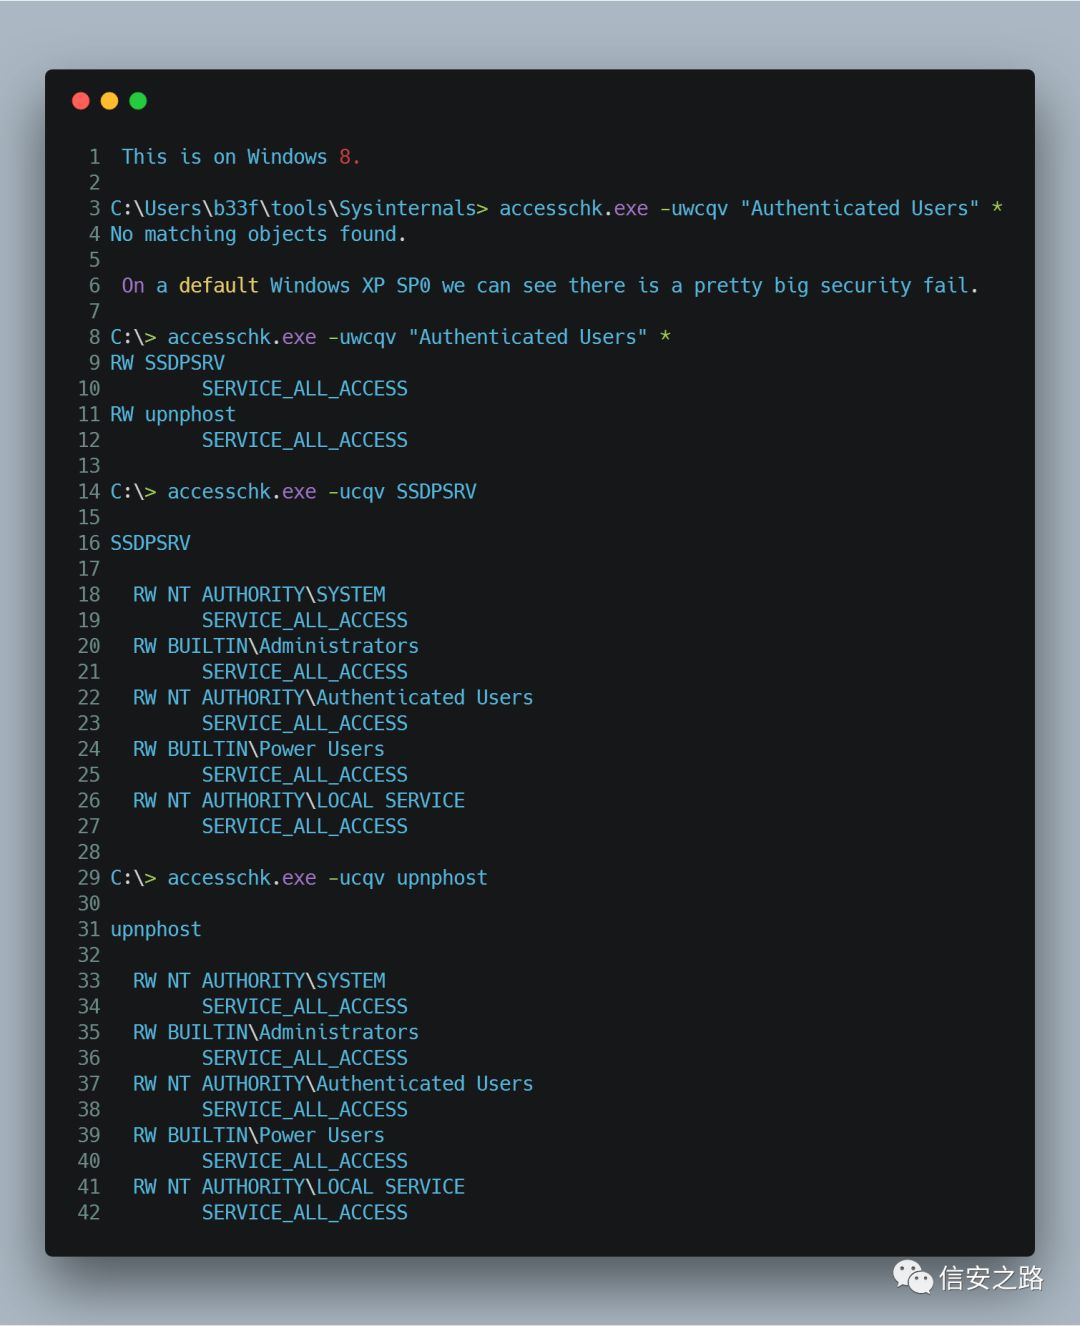 1 This is on Windows 8.
2
3 C:\Users\b33f\tools\Sysinternals> accesschk.exe -uwcqv "Authenticated Users" *
4 No matching objects found.
5
6 On a default Windows XP SP0 we can see there is a pretty big security fail.
7
8 C:\> accesschk.exe -uwcqv "Authenticated Users" *
9 RW SSDPSRV
10 SERVICE_ALL_ACCESS
11 RW upnphost
12 SERVICE_ALL_ACCESS
13
14 C:\> accesschk.exe -ucqv SSDPSRV
15
16 SSDPSRV
17
18 RW NT AUTHORITY\SYSTEM
19 SERVICE_ALL_ACCESS
20 RW BUILTIN\Administrators
21 SERVICE_ALL_ACCESS
22 RW NT AUTHORITY\Authenticated Users
23 SERVICE_ALL_ACCESS
24 RW BUILTIN\Power Users
25 SERVICE_ALL_ACCESS
26 RW NT AUTHORITY\LOCAL SERVICE
27 SERVICE_ALL_ACCESS
28
29 C:\> accesschk.exe -ucqv upnphost
30
31 upnphost
32
33 RW NT AUTHORITY\SYSTEM
34 SERVICE_ALL_ACCESS
35 RW BUILTIN\Administrators
36 SERVICE_ALL_ACCESS
37 RW NT AUTHORITY\Authenticated Users
38 SERVICE_ALL_ACCESS
39 RW BUILTIN\Power Users
40 SERVICE_ALL_ACCESS
41 RW NT AUTHORITY\LOCAL SERVICE
42 SERVICE_ALL_ACCESS
信安之路